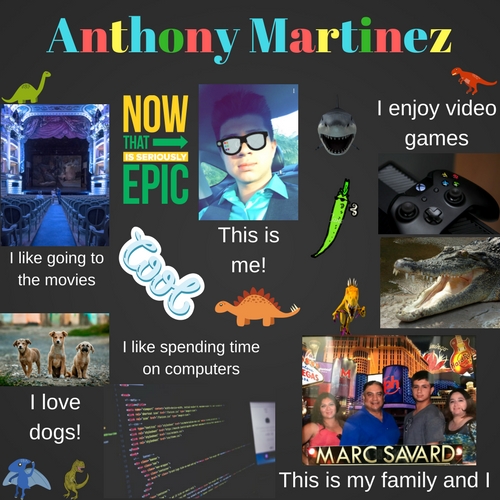 Anthony Martinez
NOW
THAT
IS SERIOUSLY
EPIC
I enjoy video
games
This is
me!
I like going to
the movies
Cool
I like spending time
on computers
I love
dogs!
MARC SAVARD
This is my family and I